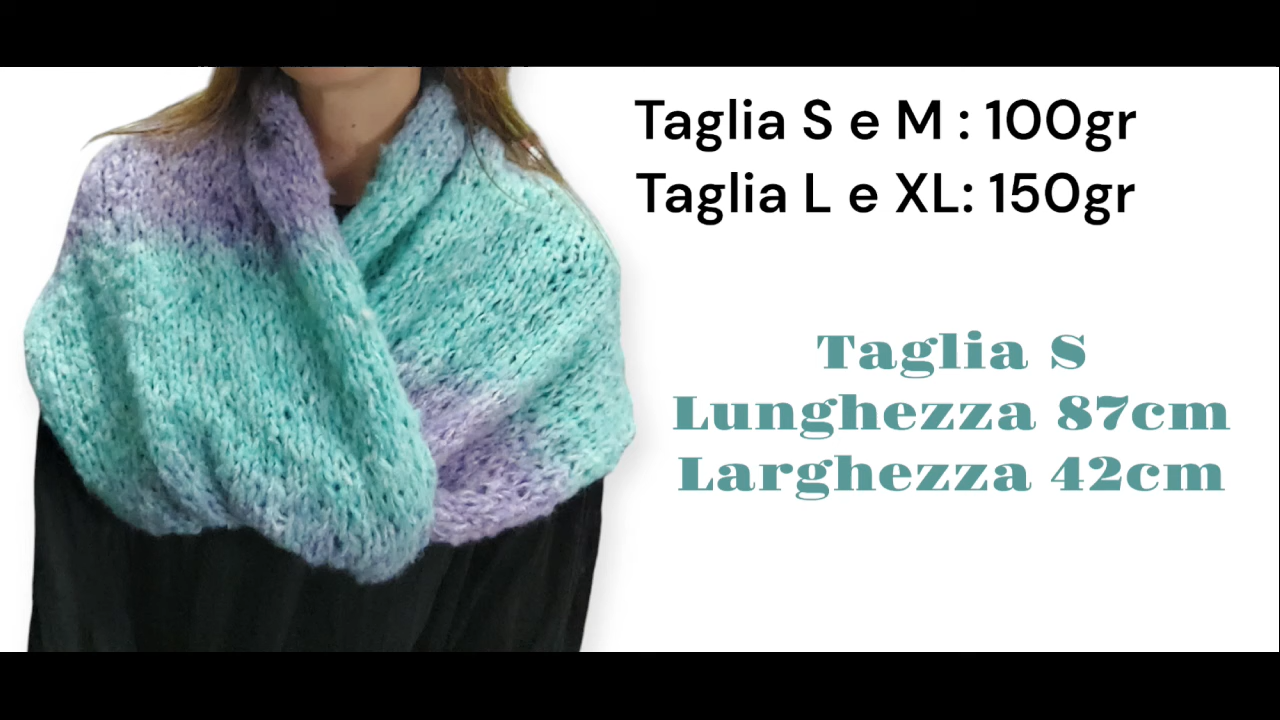 Taglia S e M : 100gr
Taglia L e XL: 150gr
Taglia S
Lunghezza 87cm
Larghezza 42cm